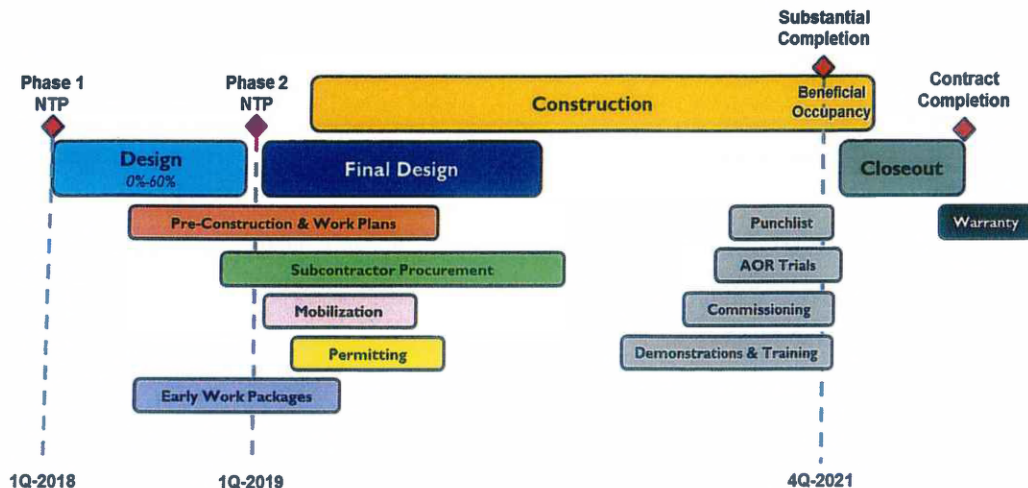 Substantial
Completion
Phase 1
NTP
Phase 2
NTP
Contract
Completion
Construction
Beneficial
Occupancy
Design
0%-60%
Final Design
Closeout
Pre-Construction & Work Plans
Punchlist
Warranty
Subcontractor Procurement
AOR Trials
Mobilization
Commissioning
Permitting
Demonstrations & Training
Early Work Packages
1Q-2018
1Q-2019
4Q-2021